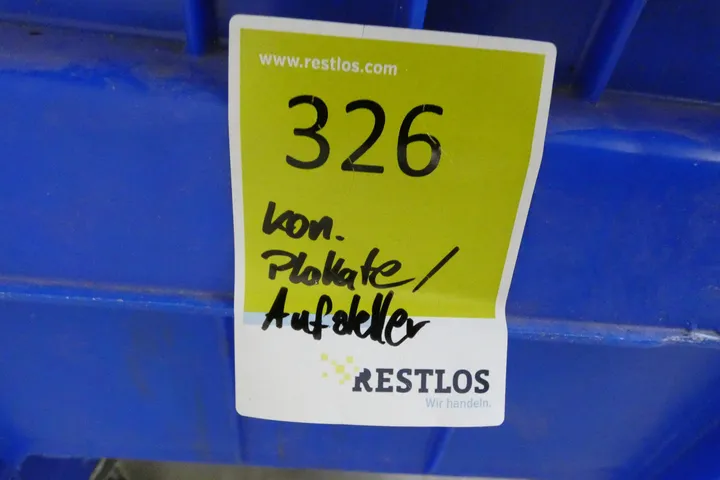 www.restlos.com
326
kon.
Plakate/
Aufsteller
RESTLOS
Wir handeln.